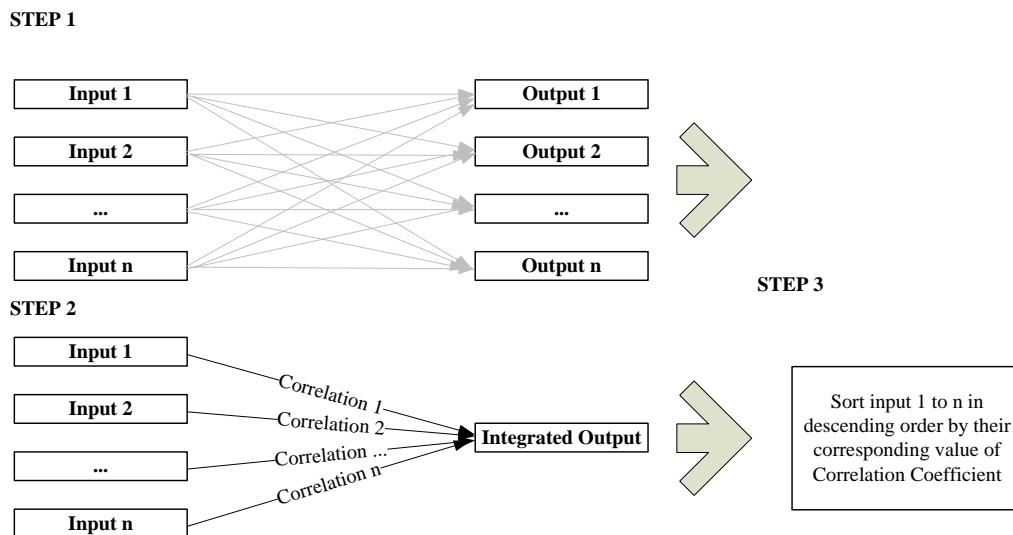 STEP 1
Input 1
Output 1
Input 2
Output 2
...
...
Input n
Output n
STEP 2
Input 1
Input 2
...
Input n
Correlation 1
Correlation 2
Correlation ...
Correlation n
Integrated Output
STEP 3
Sort input 1 to n in
descending order by their
corresponding value of
Correlation Coefficient